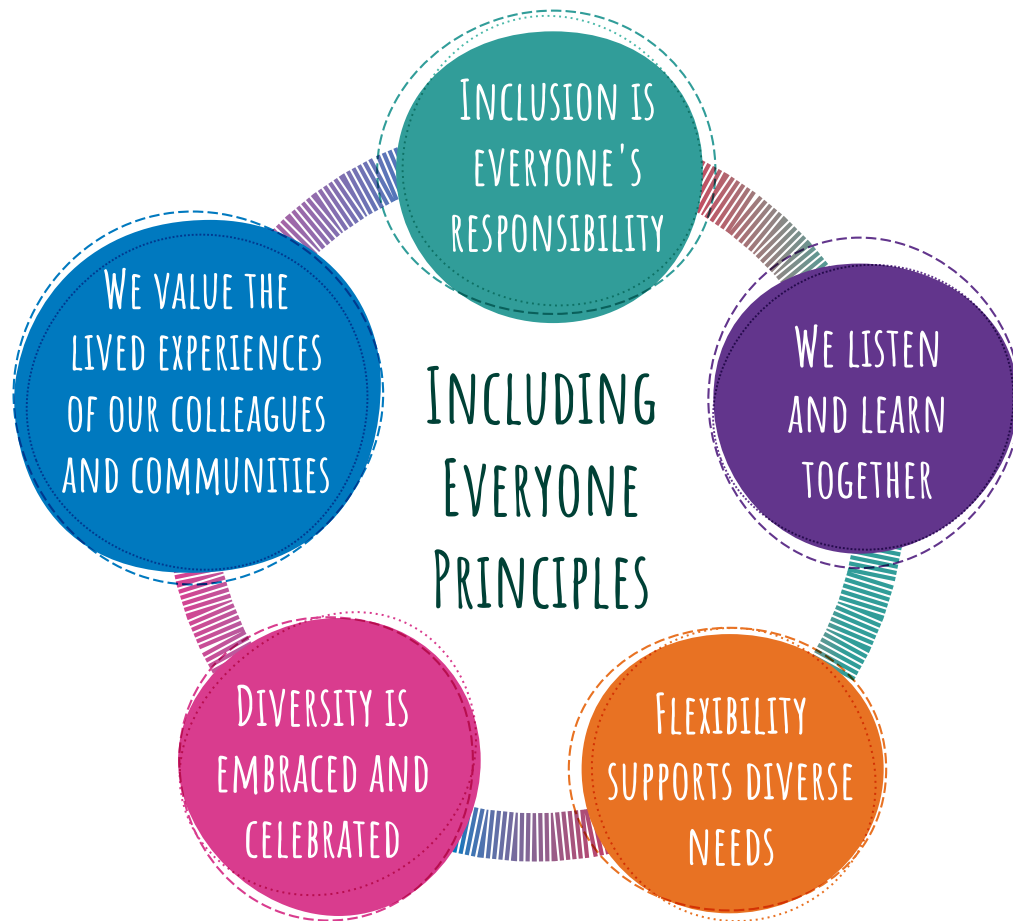 Inclusion is
everyone's
responsibility
We listen
and learn
together
Flexibility
supports diverse
needs
Diversity is
embraced and
celebrated
We value the
lived experiences
of our colleagues
and communities
Including
Everyone
Principles